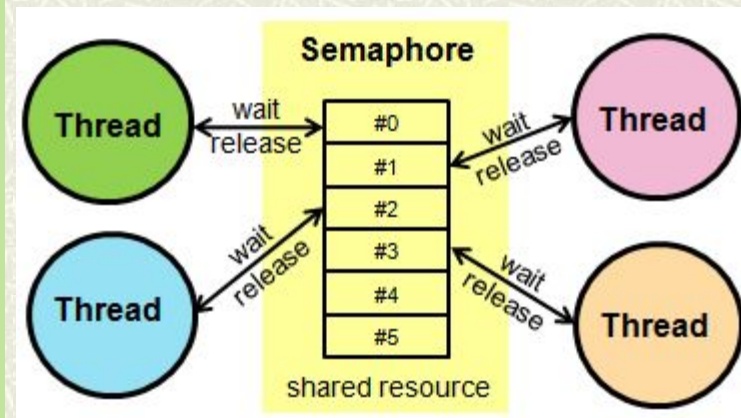 Semaphore
Thread
wait
release
#0
#1
#2
#3
#4
#5
wait
release
Thread
Thread
wait
release
wait
release
Thread
shared resource